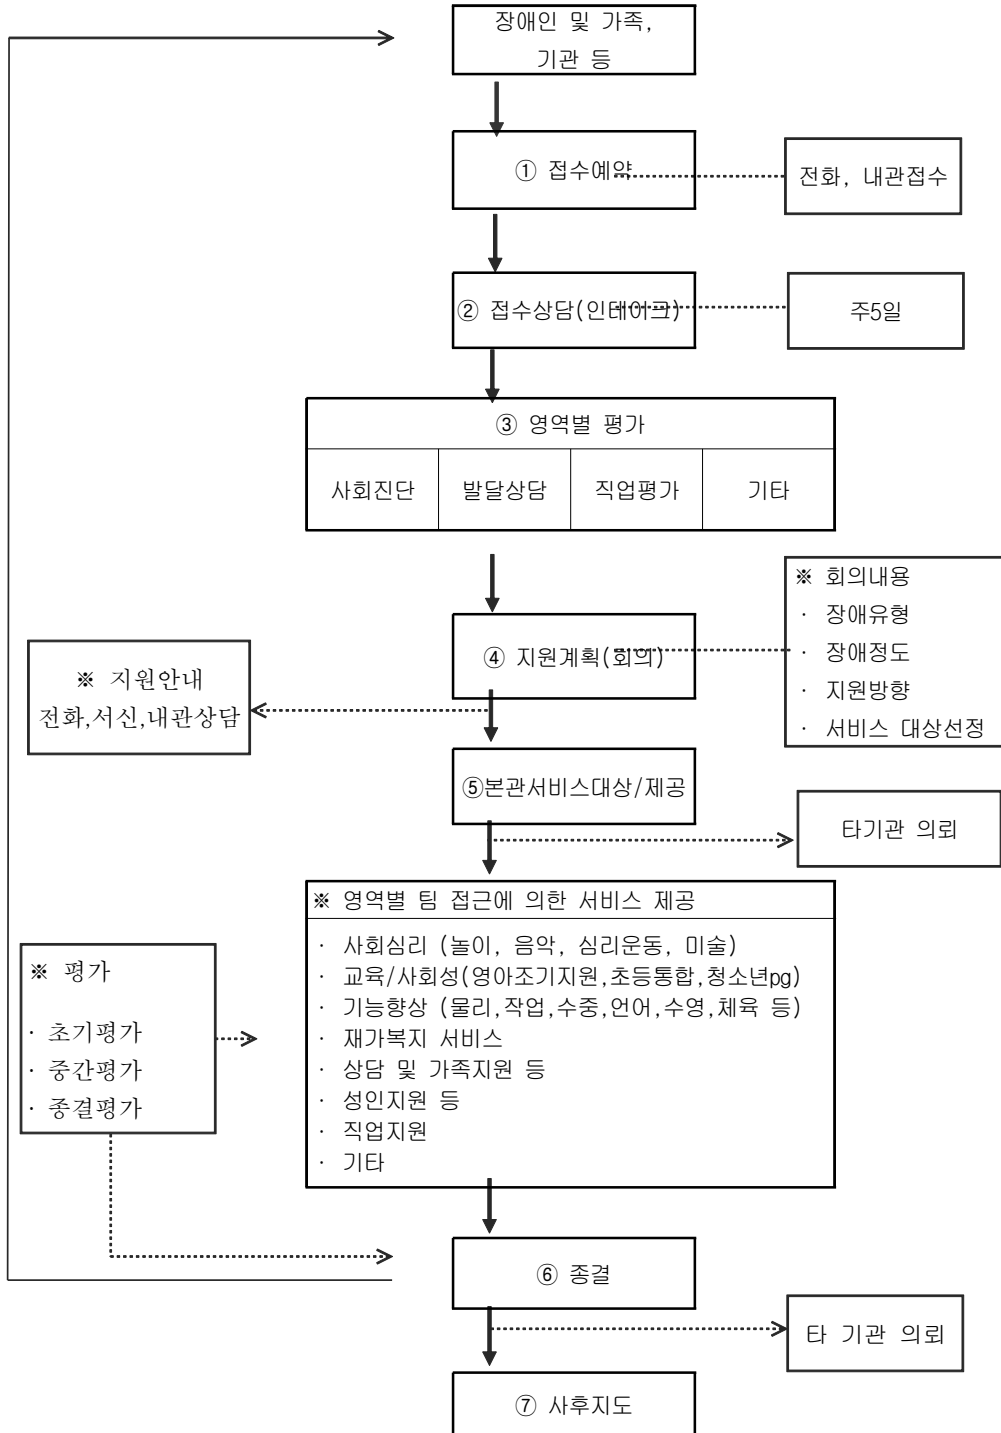 장애인 및 가족,
기관 등
① 접수예약
전화, 내관접수
② 접수상담(인테이크)
주5일
③ 영역별 평가
사회진단
발달상담
직업평가
기타
※ 회의내용
· 장애유형
· 장애정도
· 지원방향
· 서비스 대상선정
④ 지원계획(회의)
※ 지원안내
전화,서신,내관상담
⑤본관서비스대상/제공
타기관 의뢰
※ 영역별 팀 접근에 의한 서비스 제공
· 사회심리 (놀이, 음악, 심리운동, 미술)
· 교육/사회성(영아조기지원,초등통합,청소년pg)
· 기능향상 (물리,작업,수중,언어,수영,체육 등)
· 재가복지 서비스
· 상담 및 가족지원 등
· 성인지원 등
· 직업지원
· 기타
※ 평가
· 초기평가
· 중간평가
· 종결평가
⑥ 종결
타 기관 의뢰
⑦ 사후지도